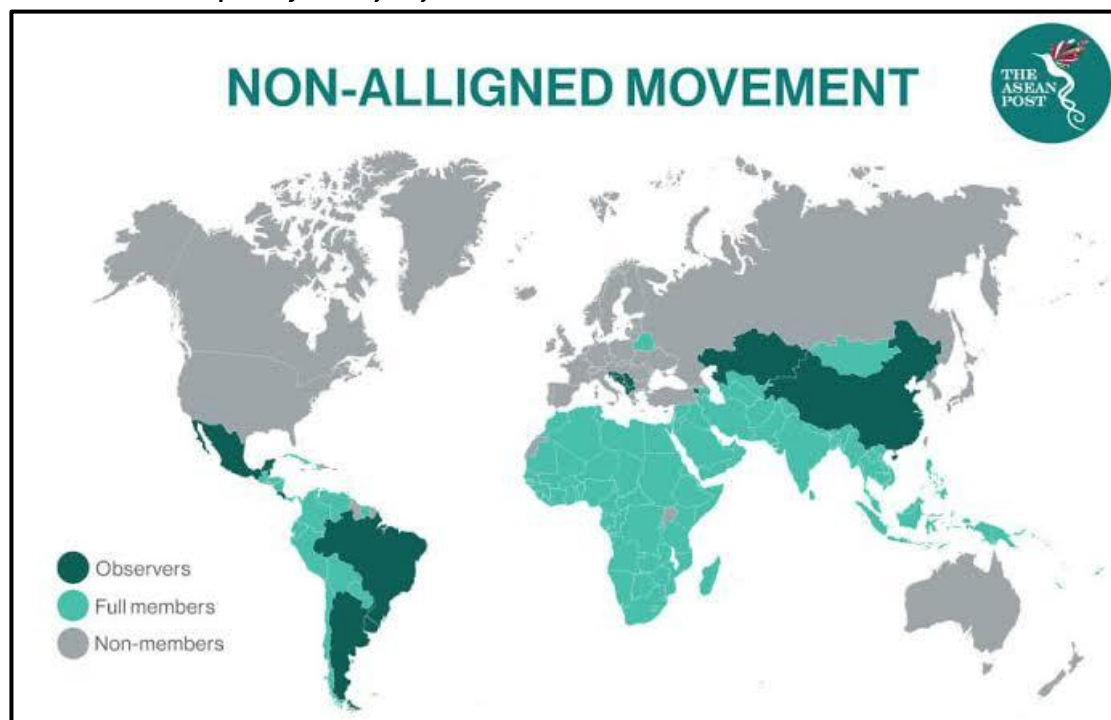 NON-ALLIGNED MOVEMENT
THE
ASEAN
POST
Observers
Full members
Non-members